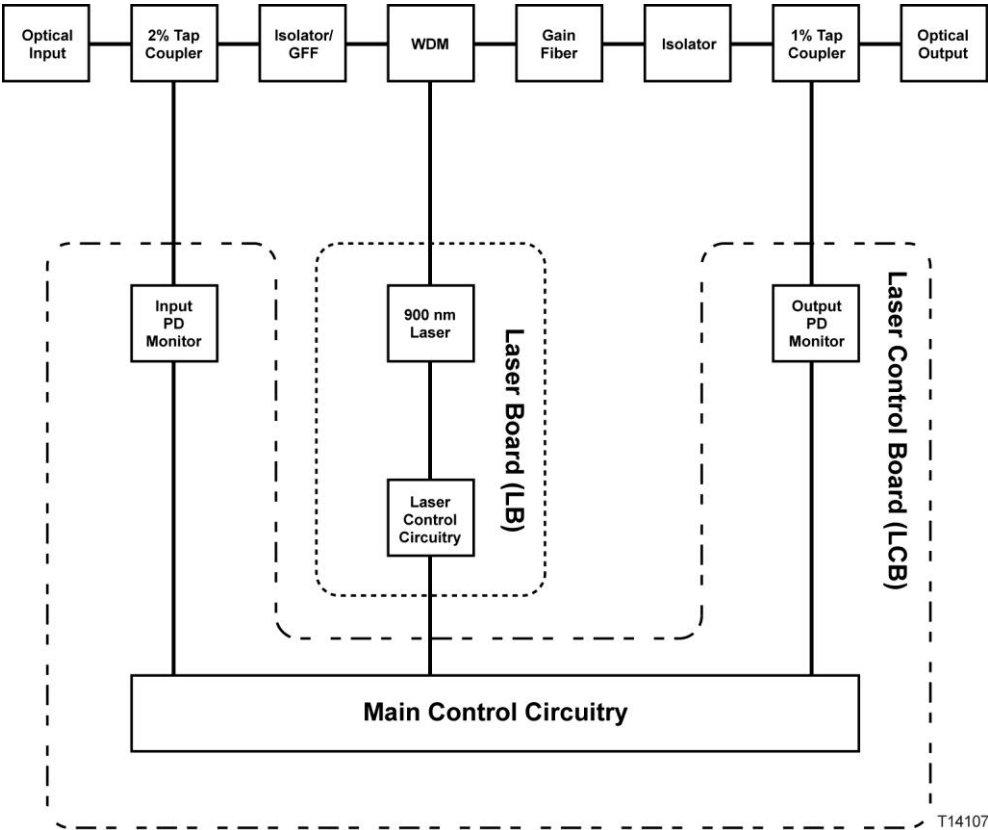 Optical
Input
2% Tap
Coupler
Isolator/
GFF
WDM
Gain
Fiber
Isolator
1% Tap
Coupler
Optical
Output
Input
PD
Monitor
900 nm
Laser
Laser
Control
Circuitry
Laser Board (LB)
Output
PD
Monitor
Laser Control Board (LCB)
Main Control Circuitry
T14107